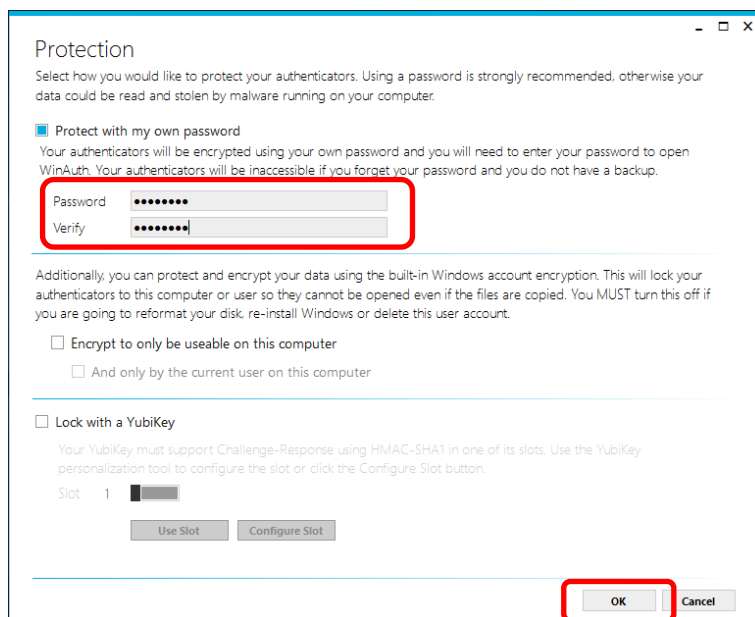 Protection
Select how you would like to protect your authenticators. Using a password is strongly recommended, otherwise your
data could be read and stolen by malware running on your computer.
Protect with my own password
Your authenticators will be encrypted using your own password and you will need to enter your password to open
WinAuth. Your authenticators will be inaccessible if you forget your password and you do not have a backup.
Password ●●●●●●●●
Verify ●●●●●●●●
Additionally, you can protect and encrypt your data using the built-in Windows account encryption. This will lock your
authenticators to this computer or user so they cannot be opened even if the files are copied. You MUST turn this off if
you are going to reformat your disk, re-install Windows or delete this user account.
Encrypt to only be useable on this computer
And only by the current user on this computer
Lock with a YubiKey
Your YubiKey must support Challenge-Response using HMAC-SHA1 in one of its slots. Use the YubiKey
personalization tool to configure the slot or click the Configure Slot button.
Slot 1
Use Slot Configure Slot
OK Cancel